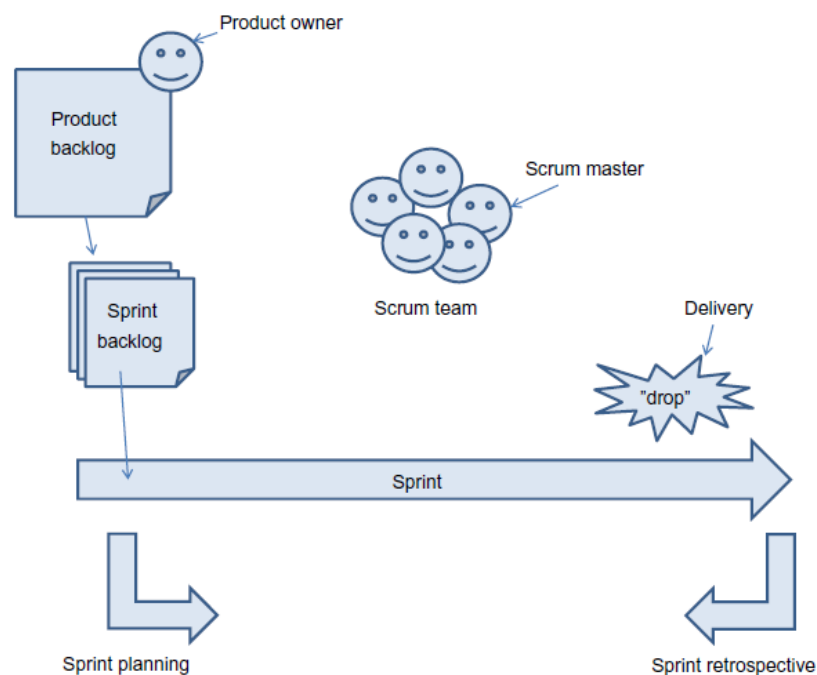 Product owner
Product
backlog
Scrum master
Scrum team
Sprint
backlog
Delivery
"drop"
Sprint
Sprint planning
Sprint retrospective